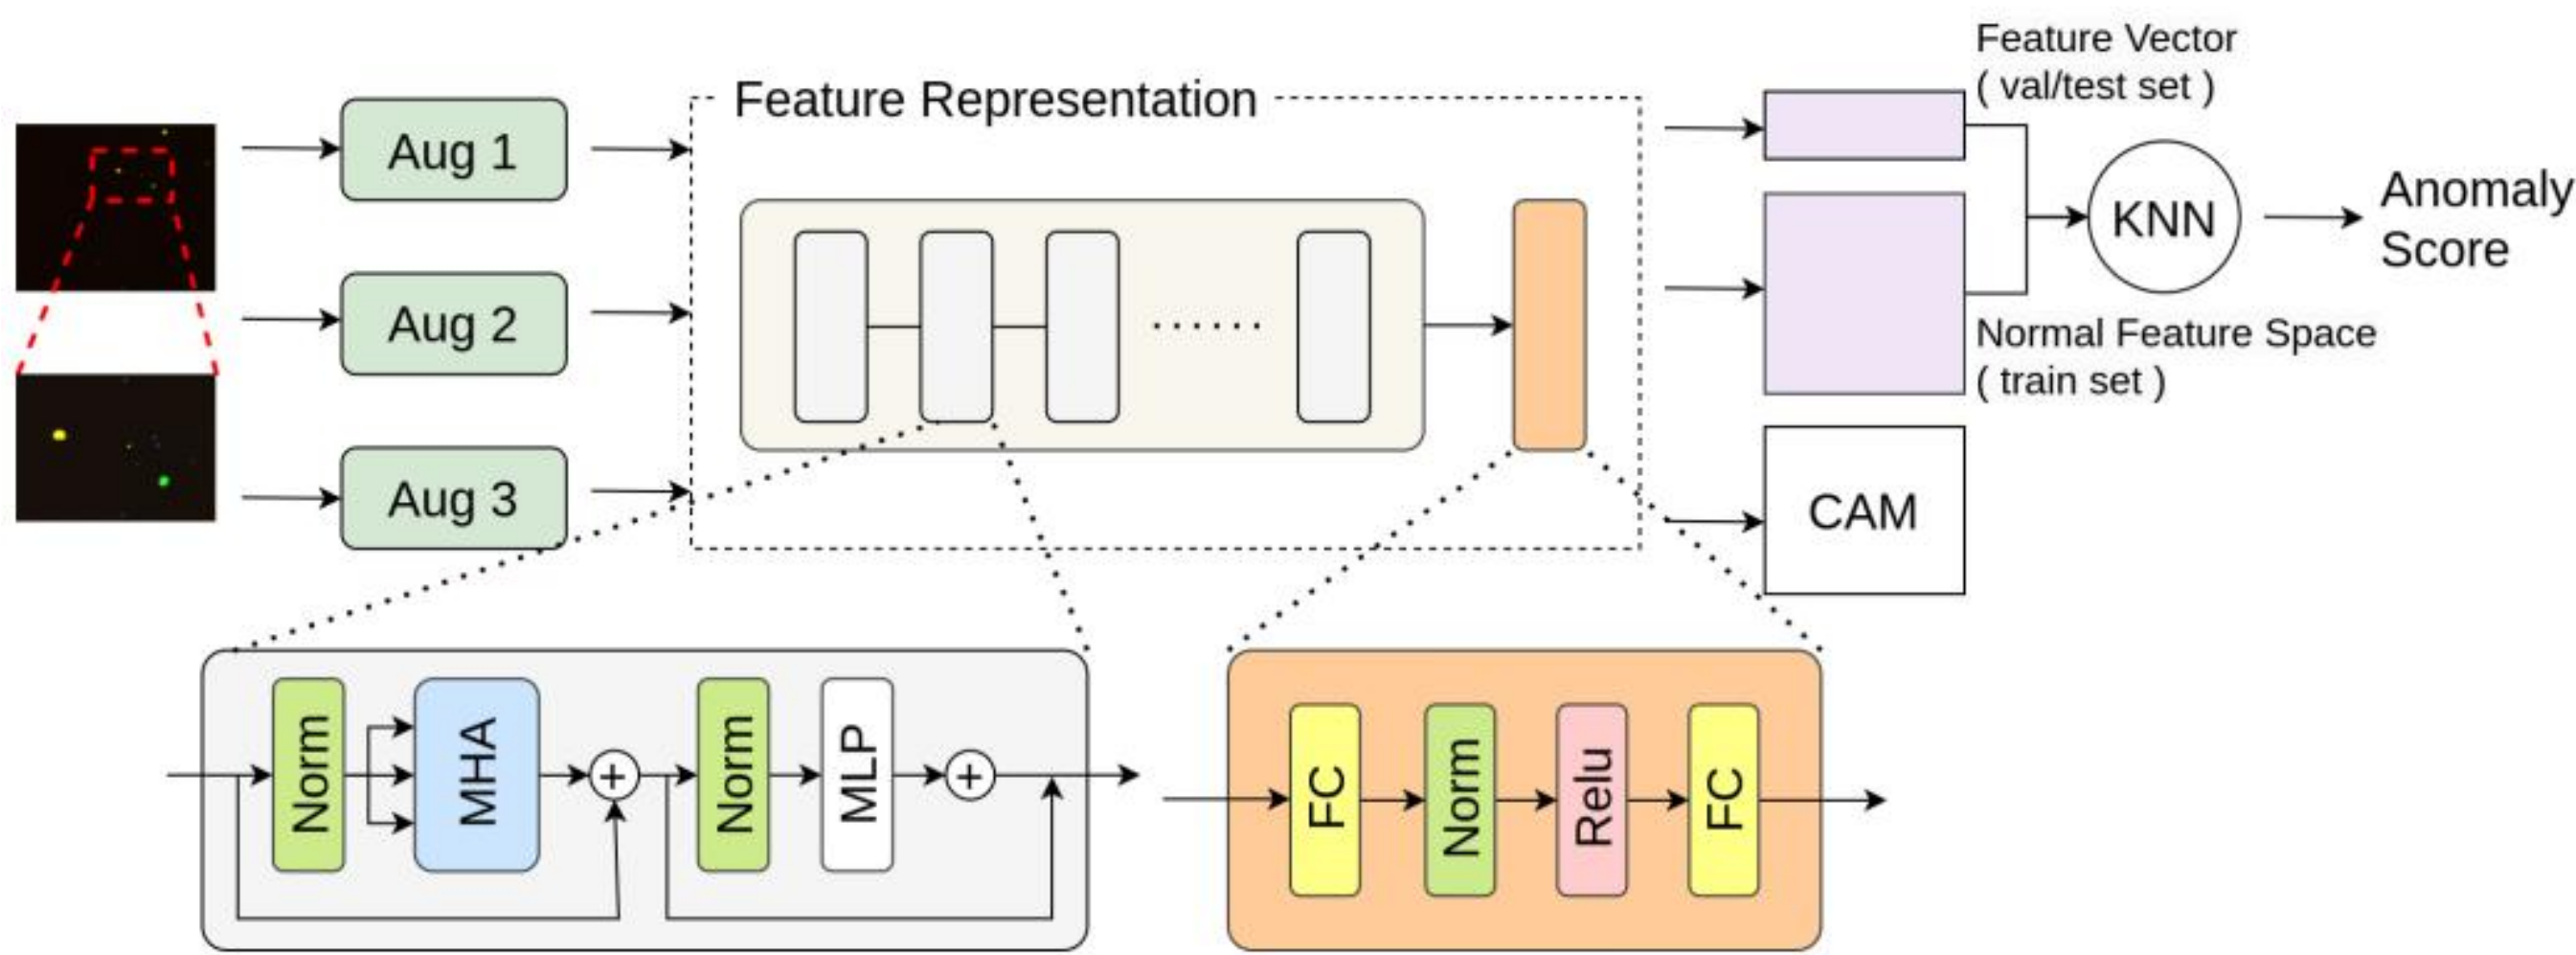 Feature Vector
( val/test set )
Feature Representation
Aug 1
Aug 2
Aug 3
KNN
Anomaly
Score
Normal Feature Space
( train set )
CAM
Norm
MHA
+
Norm
MLP
+
FC
Norm
Relu
FC